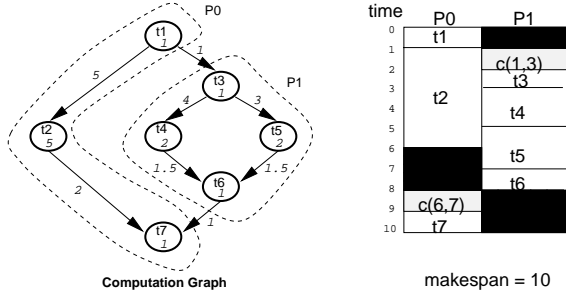 P0
t1
1
5
1
t3
1
P1
4
3
t2
5
t4
2
t5
2
1.5
1.5
t6
1
2
1
t7
1
Computation Graph
time P0 P1
0
t1
1
c(1,3)
2
t3
3
t2
4
t4
5
6
t5
7
t6
8
c(6,7)
9
t7
10
makespan = 10